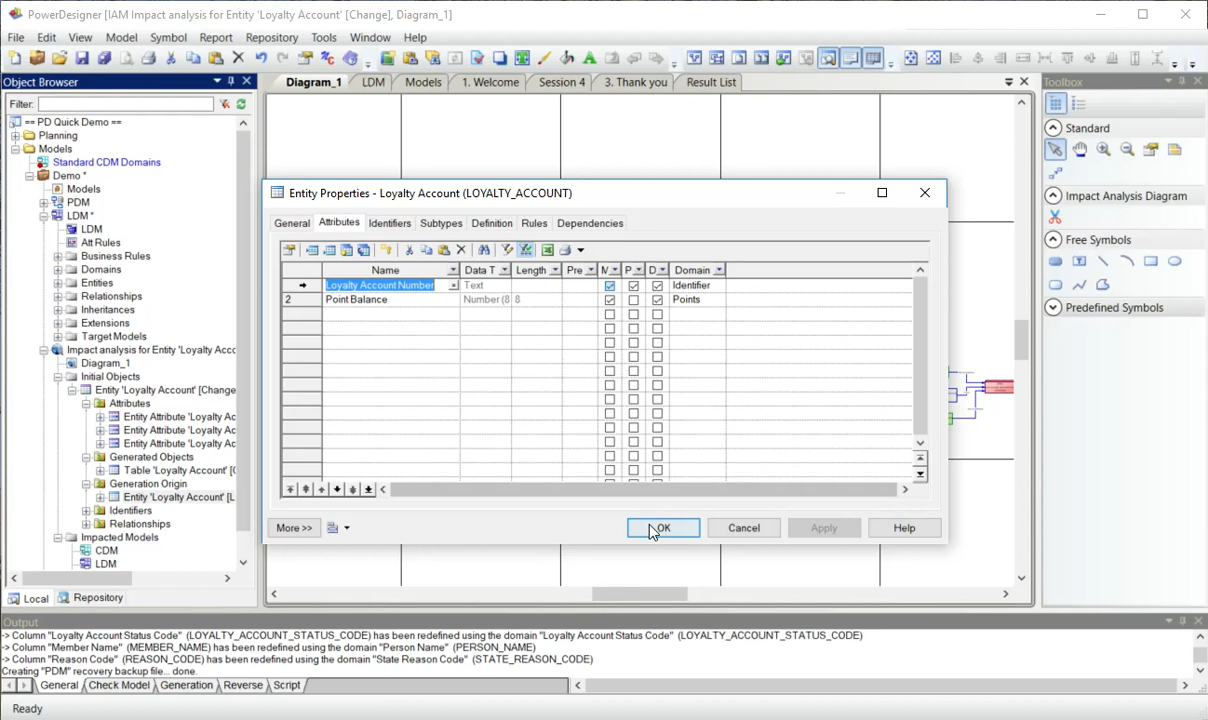 PowerDesigner [IAM Impact analysis for Entity 'Loyalty Account' [Change], Diagram_1]
File Edit View Model Symbol Report Repository Tools Window Help
Object Browser
Filter:
== PD Quick Demo ==
Planning
Models
Standard CDM Domains
Demo *
Models
PDM
LDM *
LDM
Att Rules
Business Rules
Domains
Entities
Relationships
Inheritances
Extensions
Target Models
Impact analysis for Entity 'Loyalty Accc
Diagram_1
Initial Objects
Entity 'Loyalty Account' [Change
Attributes
Entity Attribute 'Loyalty Ac
Entity Attribute 'Loyalty Ac
Entity Attribute 'Loyalty Ac
Generated Objects
Table 'Loyalty Account' [C
Generation Origin
Entity 'Loyalty Account' [L
Identifiers
Relationships
Impacted Models
CDM
LDM
Local Repository
Diagram_1 LDM Models 1. Welcome Session 4 3. Thank you Result List
Entity Properties - Loyalty Account (LOYALTY_ACCOUNT)
General Attributes Identifiers Subtypes Definition Rules Dependencies
Name Data T Length Pre M P D Domain
Loyalty Account Number Text Identifier
2 Point Balance Number (8 8 Points
More >> OK Cancel Apply Help
Toolbox
Standard
Impact Analysis Diagram
Free Symbols
Predefined Symbols
Output
-> Column "Loyalty Account Status Code" (LOYALTY_ACCOUNT_STATUS_CODE) has been redefined using the domain "Loyalty Account Status Code" (LOYALTY_ACCOUNT_STATUS_CODE)
-> Column "Member Name" (MEMBER_NAME) has been redefined using the domain "Person Name" (PERSON_NAME)
-> Column "Reason Code" (REASON_CODE) has been redefined using the domain "State Reason Code" (STATE_REASON_CODE)
Creating "PDM" recovery backup file... done.
General Check Model Generation Reverse Script
Ready